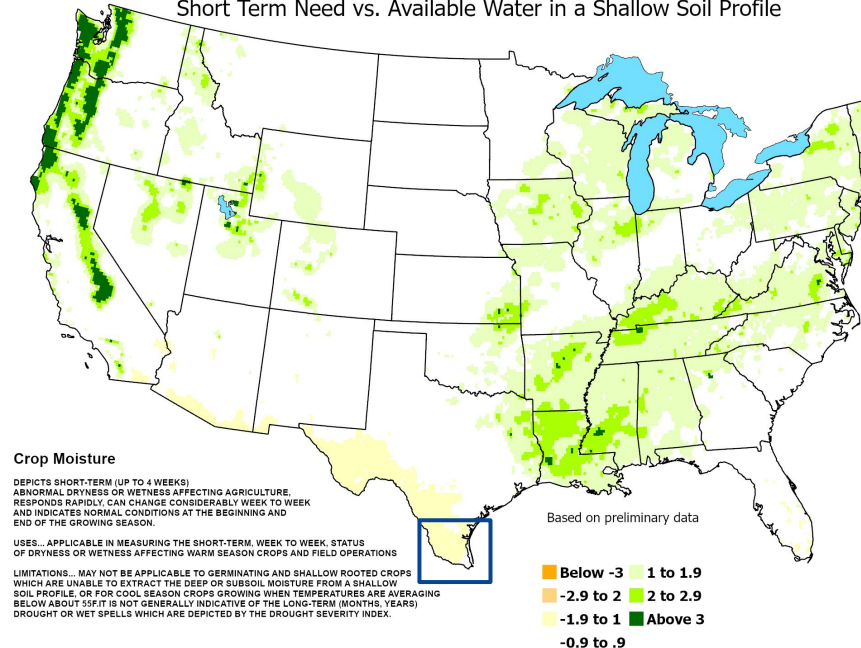 Short Term Need vs. Available Water in a Shallow Soil Profile
Crop Moisture
DEPICTS SHORT-TERM (UP TO 4 WEEKS)
ABNORMAL DRYNESS OR WETNESS AFFECTING AGRICULTURE,
RESPONDS RAPIDLY, CAN CHANGE CONSIDERABLY WEEK TO WEEK
AND INDICATES NORMAL CONDITIONS AT THE BEGINNING AND
END OF THE GROWING SEASON.
USES... APPLICABLE IN MEASURING THE SHORT-TERM, WEEK TO WEEK, STATUS
OF DRYNESS OR WETNESS AFFECTING WARM SEASON CROPS AND FIELD OPERATIONS
LIMITATIONS... MAY NOT BE APPLICABLE TO GERMINATING AND SHALLOW ROOTED CROPS
WHICH ARE UNABLE TO EXTRACT THE DEEP OR SUBSOIL MOISTURE FROM A SHALLOW
SOIL PROFILE, OR FOR COOL SEASON CROPS GROWING WHEN TEMPERATURES ARE AVERAGING
BELOW ABOUT 55F.IT IS NOT GENERALLY INDICATIVE OF THE LONG-TERM (MONTHS, YEARS)
DROUGHT OR WET SPELLS WHICH ARE DEPICTED BY THE DROUGHT SEVERITY INDEX.
Based on preliminary data
Below -3
-2.9 to 2
-1.9 to 1
-0.9 to .9
1 to 1.9
2 to 2.9
Above 3